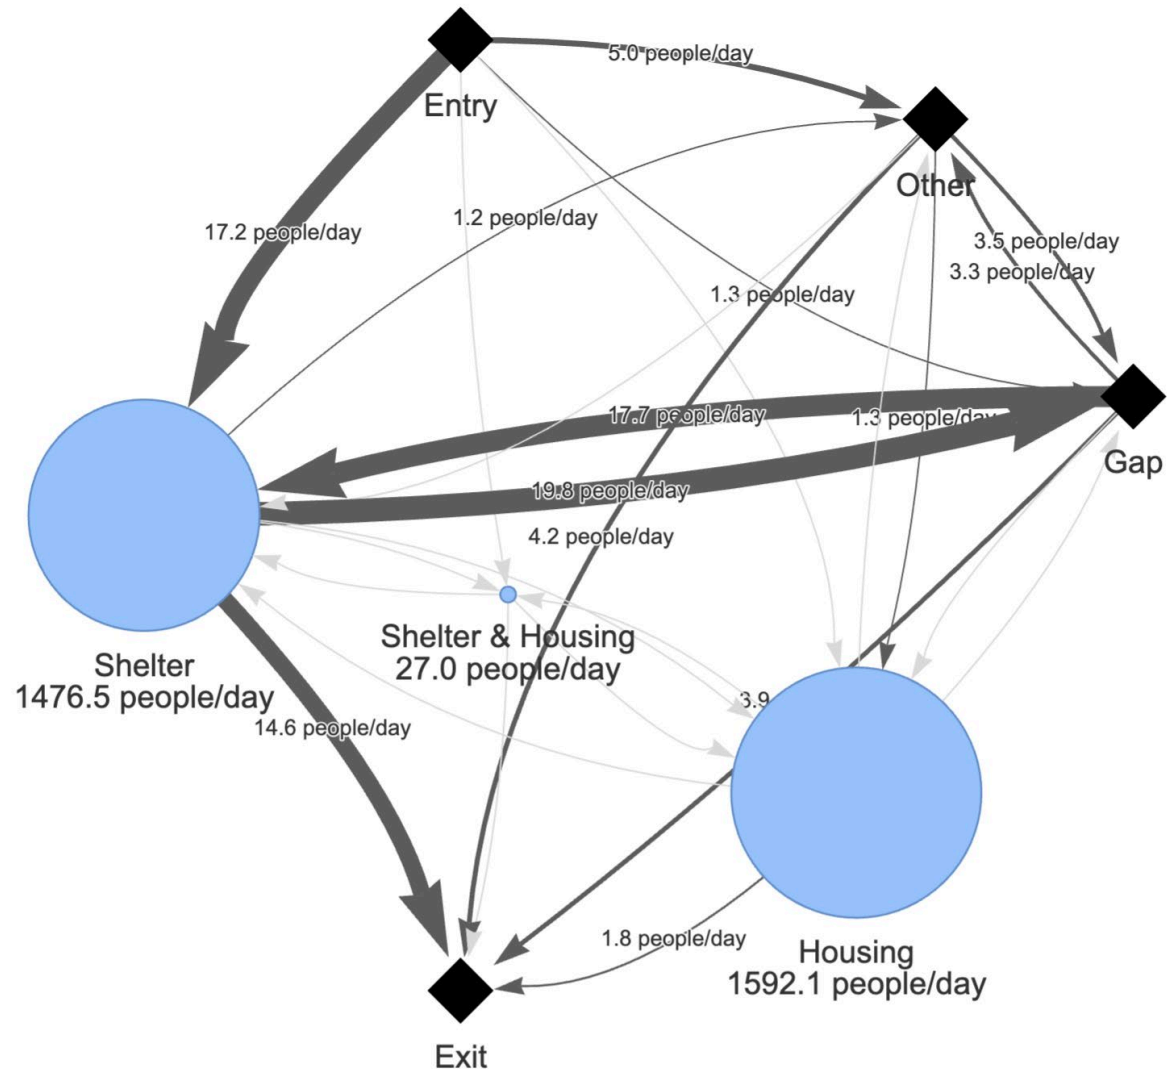 5.0 people/day
Entry
Other
17.2 people/day
1.2 people/day
3.5 people/day
3.3 people/day
1.3 people/day
17.7 people/day
1.3 people/day
Gap
19.8 people/day
4.2 people/day
Shelter & Housing
27.0 people/day
Shelter
1476.5 people/day
3.9
14.6 people/day
1.8 people/day
Housing
1592.1 people/day
Exit